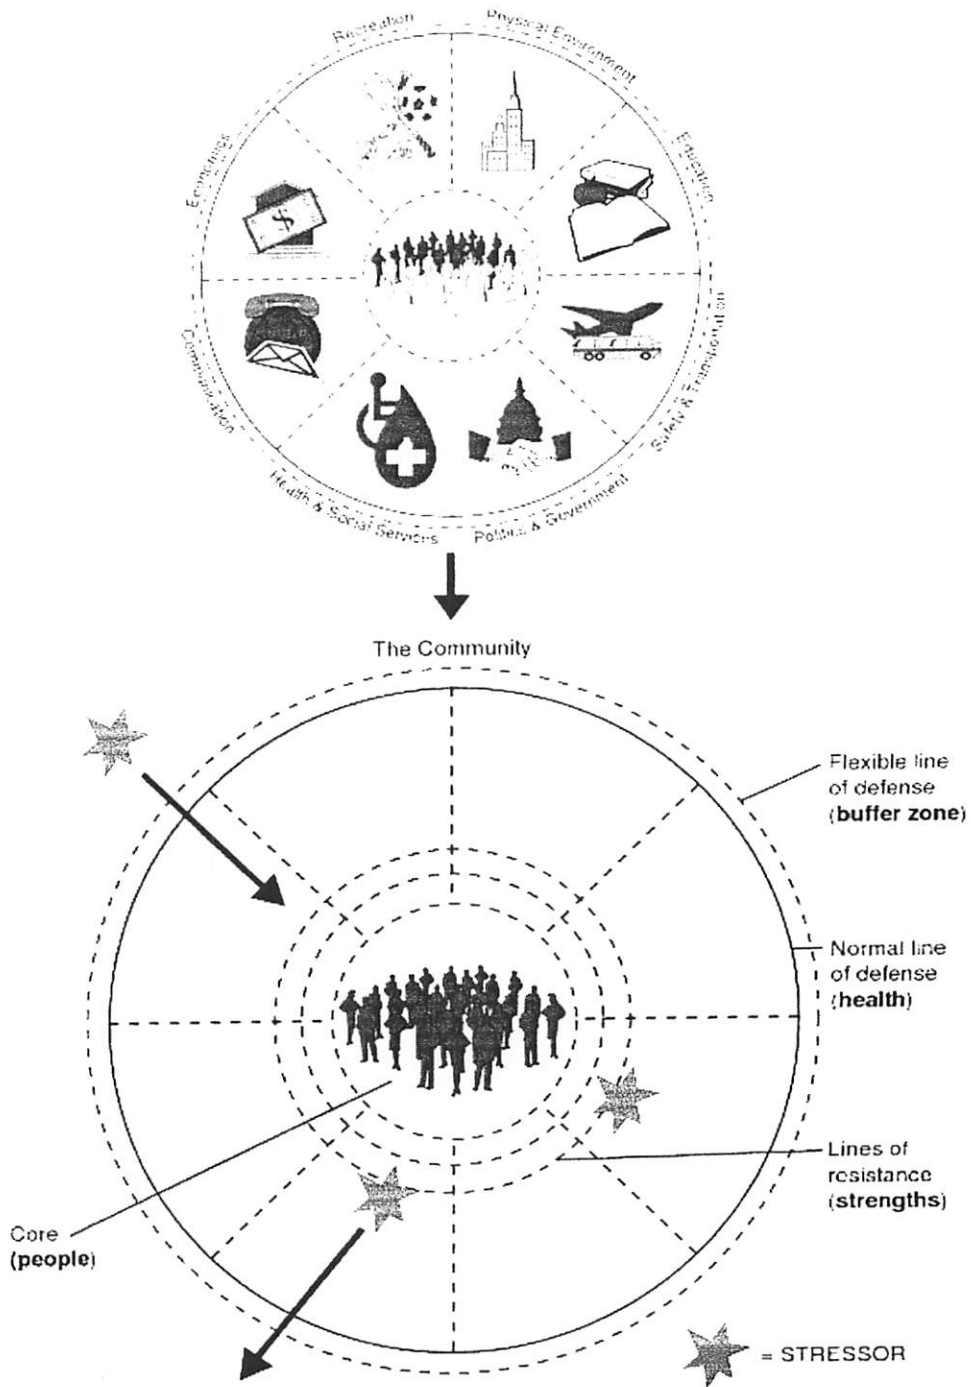 Recreation
Physical Environment
Economics
Education
Communication
Safety & Transportation
Health & Social Services
Politics & Government
$
The Community
Flexible line
of defense
(buffer zone)
Normal line
of defense
(health)
Lines of
resistance
(strengths)
Core
(people)
= STRESSOR